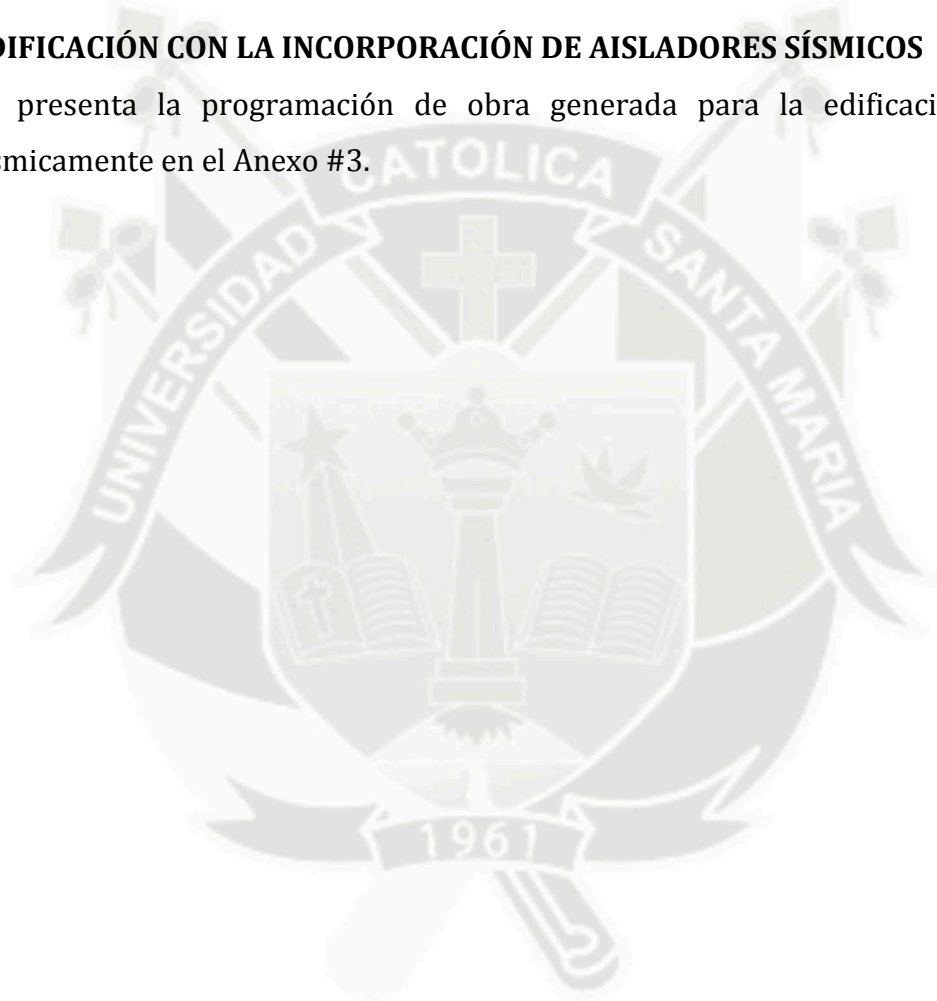 DIFICACIÓN CON LA INCORPORACIÓN DE AISLADORES SÍSMICOS
presenta la programación de obra generada para la edificaci
smicamente en el Anexo #3.
UNIVERSIDAD CATOLICA SANTA MARIA
1961